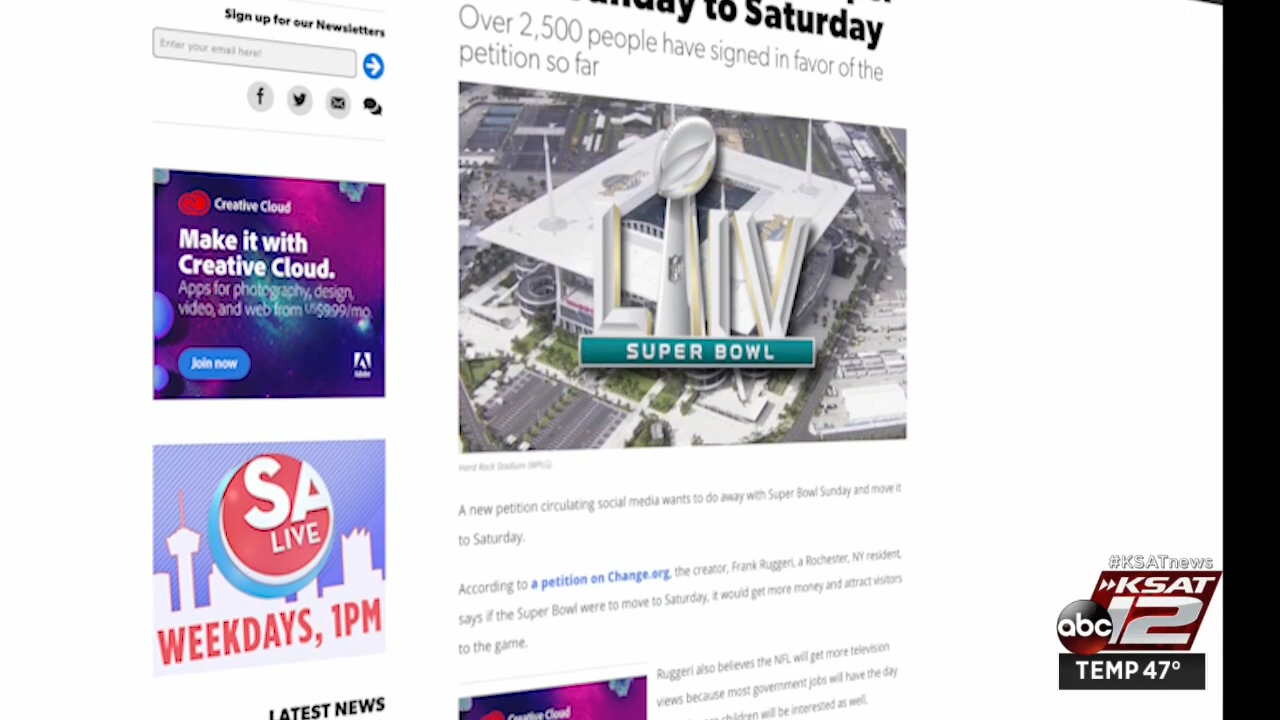 Sign up for our Newsletters
Enter your email here!
Creative Cloud
Make it with
Creative Cloud.
Apps for photography, design,
video, and web from US$9.99/mo.
Join now
Adobe
SA
LIVE
WEEKDAYS, 1PM
LATEST NEWS
to Saturday
Over 2,500 people have signed in favor of the
petition so far
LIV
SUPER BOWL
Hard Rock Stadium (WPLG)
A new petition circulating social media wants to do away with Super Bowl Sunday and move it
to Saturday.
According to a petition on Change.org, the creator, Frank Ruggeri, a Rochester, NY resident,
says if the Super Bowl were to move to Saturday, it would get more money and attract visitors
to the game.
Ruggeri also believes the NFL will get more television
views because most government jobs will have the day
children will be interested as well.
Creative Cloud
#KSATnews
KSAT
abc 12
TEMP 47°